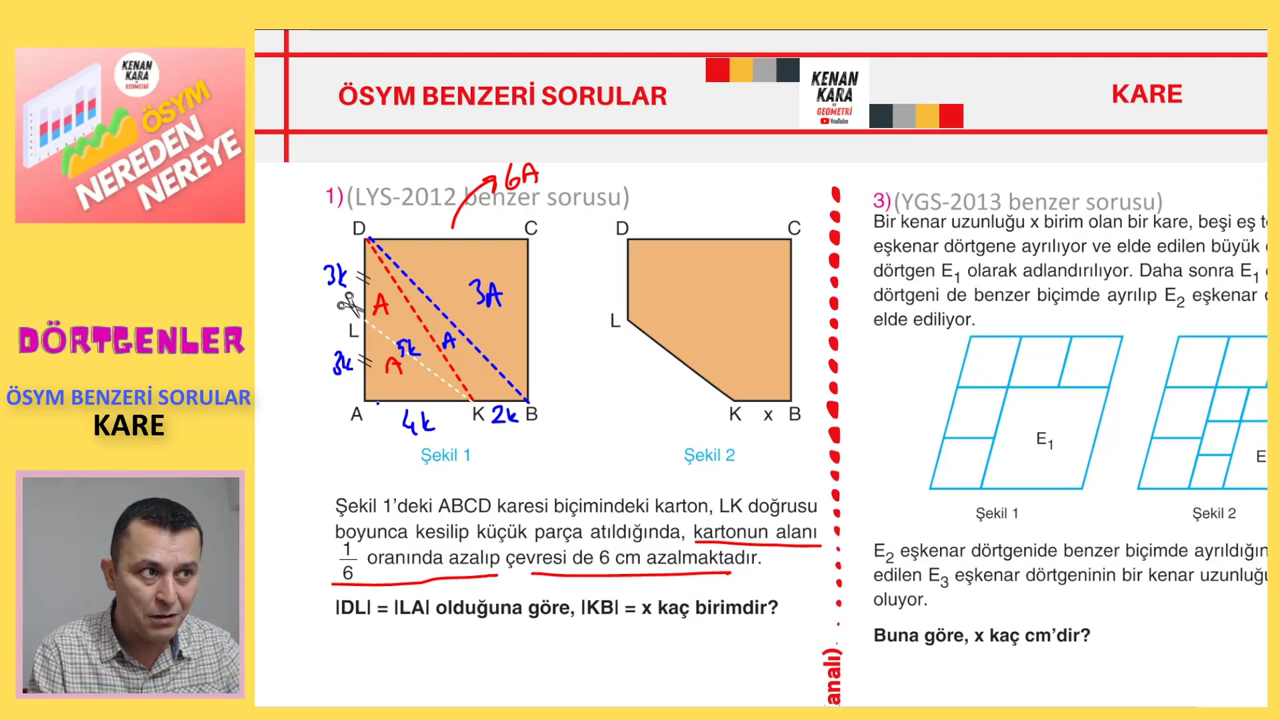 KENAN
KARA
GEOMETRİ
ÖSYM
NEREDEN
NEREYE
DÖRTGENLER
ÖSYM BENZERİ SORULAR
KARE
ÖSYM BENZERİ SORULAR
KENAN
KARA
ile
GEOMETRİ
YouTube
KARE
1) (LYS-2012 benzer sorusu)
6A
D
C
3k
A
3A
L
5k
A
3k
A
A
K
B
4k
2k
Şekil 1
D
C
L
K
x
B
Şekil 2
Şekil 1'deki ABCD karesi biçimindeki karton, LK doğrusu
boyunca kesilip küçük parça atıldığında, kartonun alanı
1/6 oranında azalıp çevresi de 6 cm azalmaktadır.
|DL| = |LA| olduğuna göre, |KB| = x kaç birimdir?
analı)
3) (YGS-2013 benzer sorusu)
Bir kenar uzunluğu x birim olan bir kare, beşi eş
eşkenar dörtgene ayrılıyor ve elde edilen büyük
dörtgen E1 olarak adlandırılıyor. Daha sonra E1
dörtgeni de benzer biçimde ayrılıp E2 eşkenar
elde ediliyor.
E1
E
Şekil 1
Şekil 2
E2 eşkenar dörtgenide benzer biçimde
edilen E3 eşkenar dörtgeninin bir kenar
oluyor.
Buna göre, x kaç cm'dir?